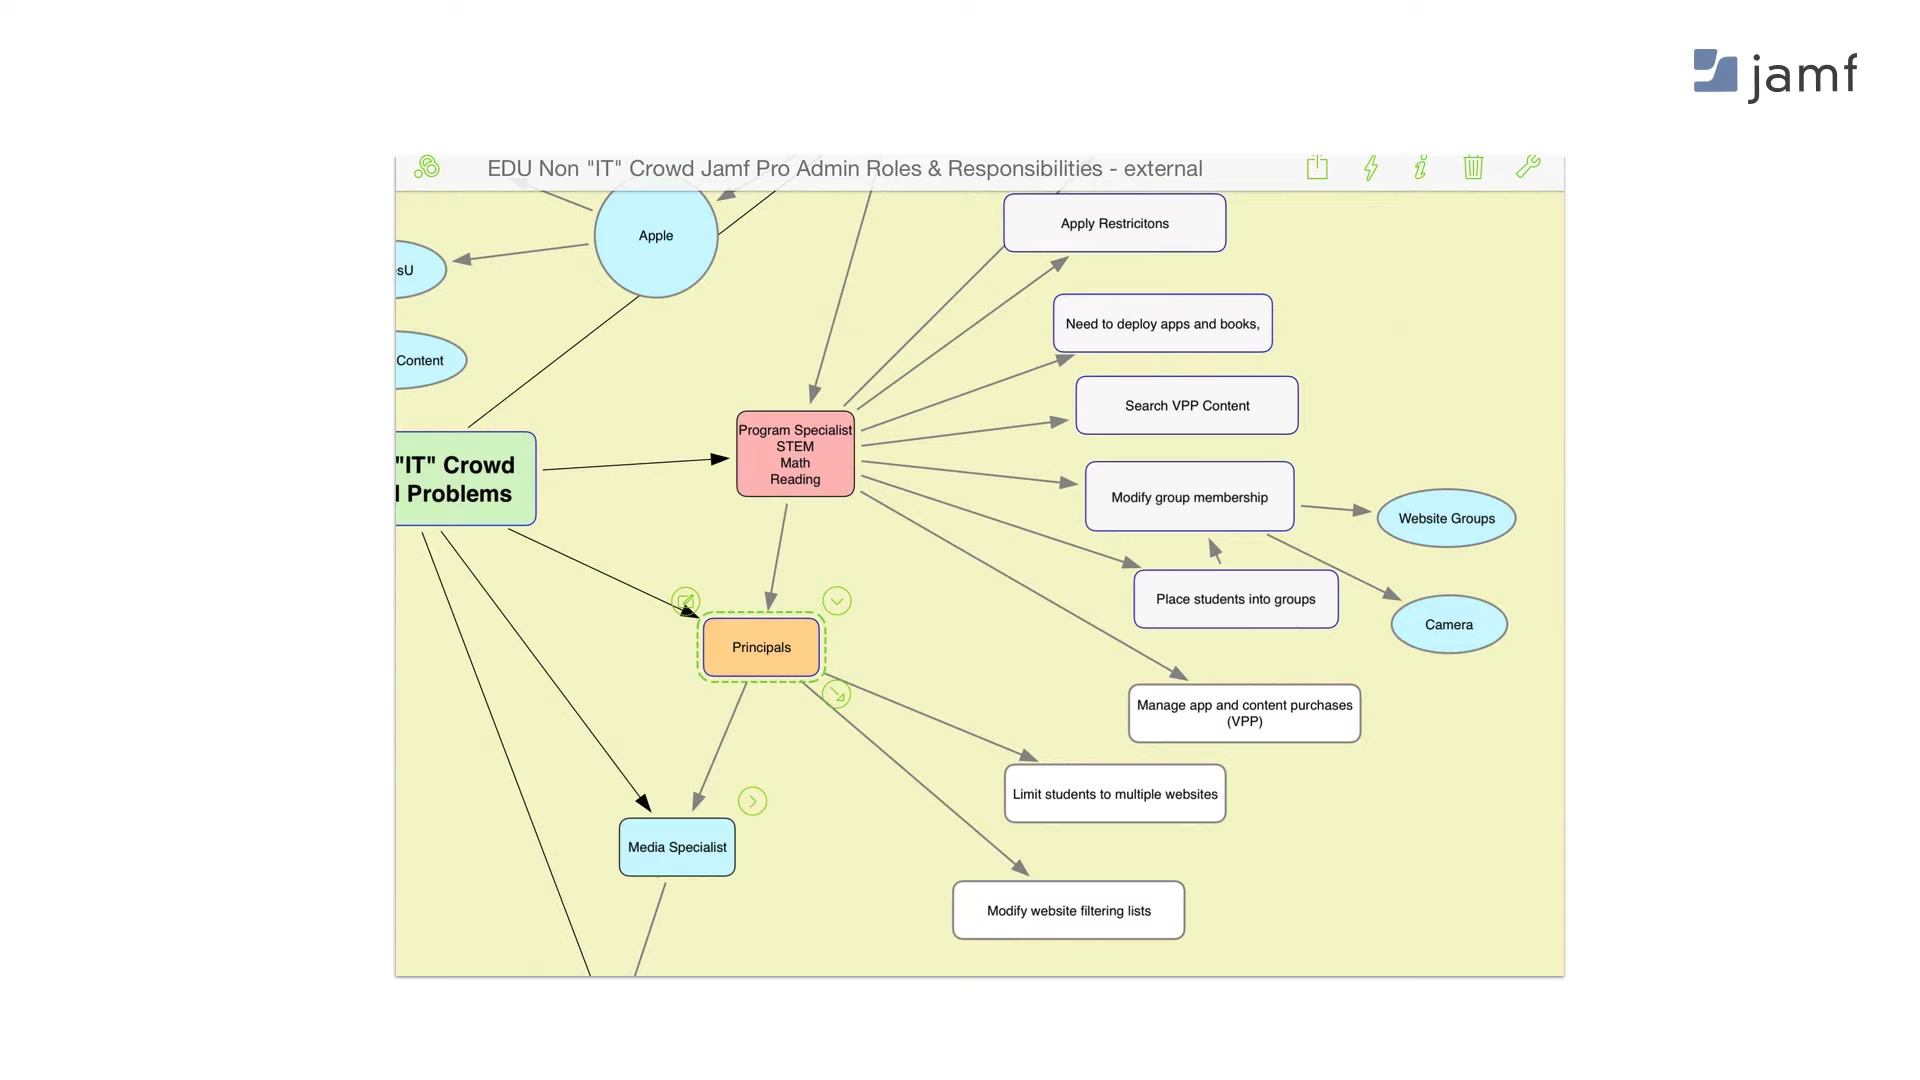 jamf
EDU Non "IT" Crowd Jamf Pro Admin Roles & Responsibilities - external
Apply Restricitons
Apple
esU
Need to deploy apps and books,
Content
Search VPP Content
Program Specialist
STEM
Math
Reading
"IT" Crowd
l Problems
Modify group membership
Website Groups
Place students into groups
Camera
Principals
Manage app and content purchases
(VPP)
Limit students to multiple websites
Media Specialist
Modify website filtering lists